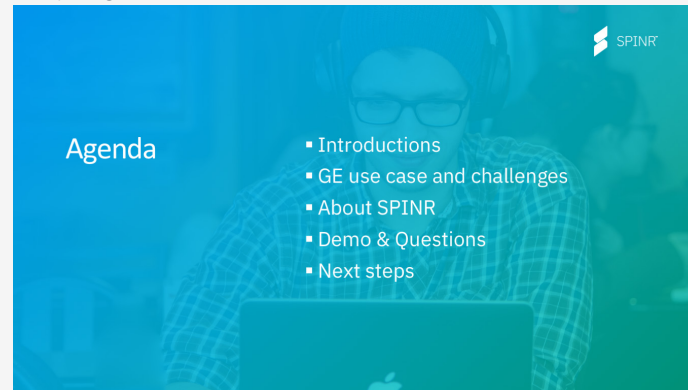 SPINR
Agenda
Introductions
GE use case and challenges
About SPINR
Demo & Questions
Next steps